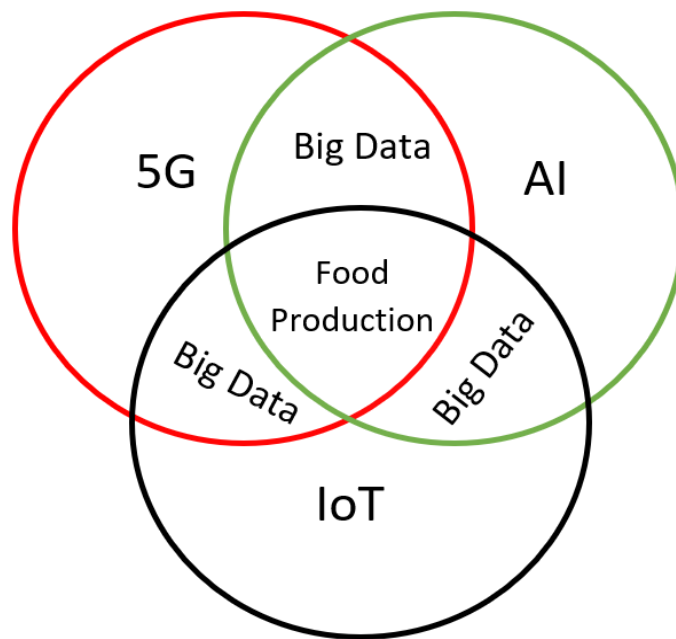 Big Data
5G
AI
Food
Production
Big Data
Big Data
IoT